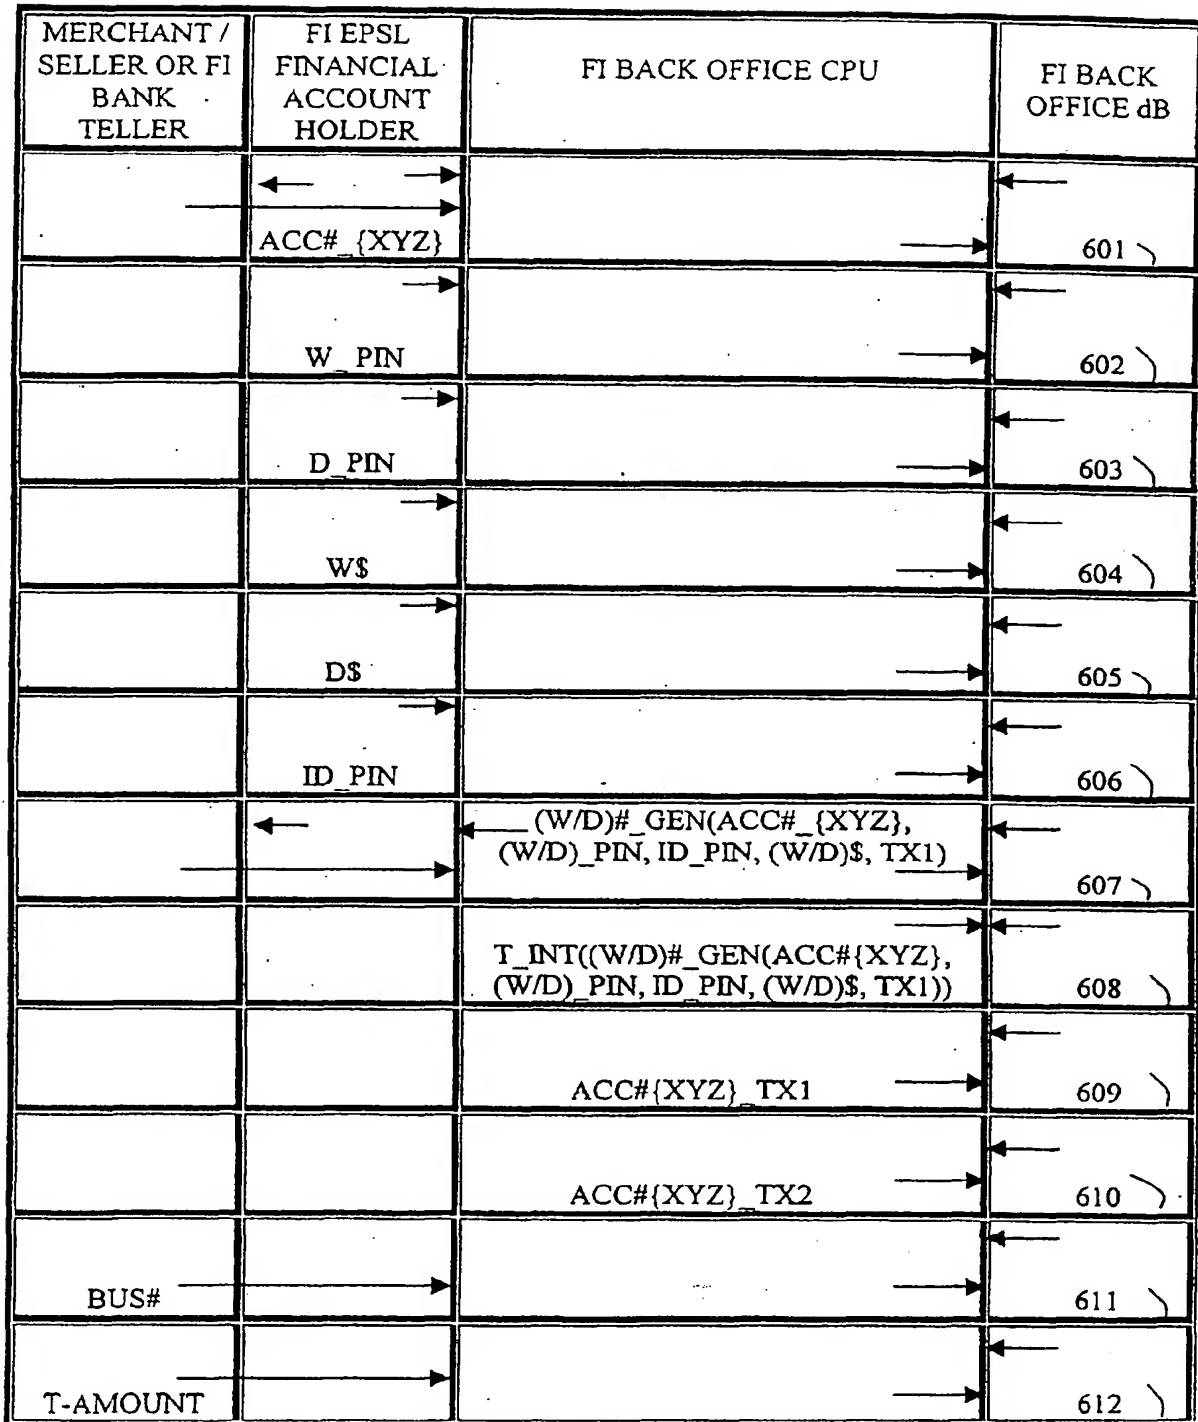 MERCHANT /
SELLER OR FI
BANK
TELLER
FI EPSL
FINANCIAL
ACCOUNT
HOLDER
FI BACK OFFICE CPU
FI BACK
OFFICE dB
ACC#_{XYZ}
601
W_PIN
602
D_PIN
603
W$
604
D$
605
ID_PIN
606
(W/D)#_GEN(ACC#_{XYZ},
(W/D)_PIN, ID_PIN, (W/D)$, TX1)
607
T_INT((W/D)#_GEN(ACC#{XYZ},
(W/D)_PIN, ID_PIN, (W/D)$, TX1))
608
ACC#{XYZ}_TX1
609
ACC#{XYZ}_TX2
610
BUS#
611
T-AMOUNT
612